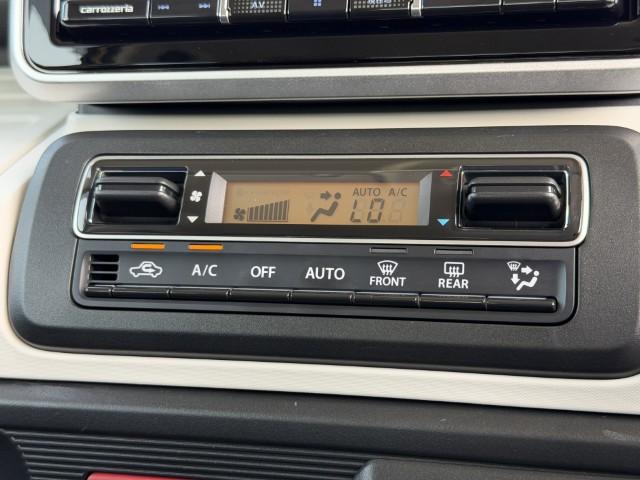 carrozzeria
AV
AUTO A/C
LO
A/C
OFF
AUTO
FRONT
REAR